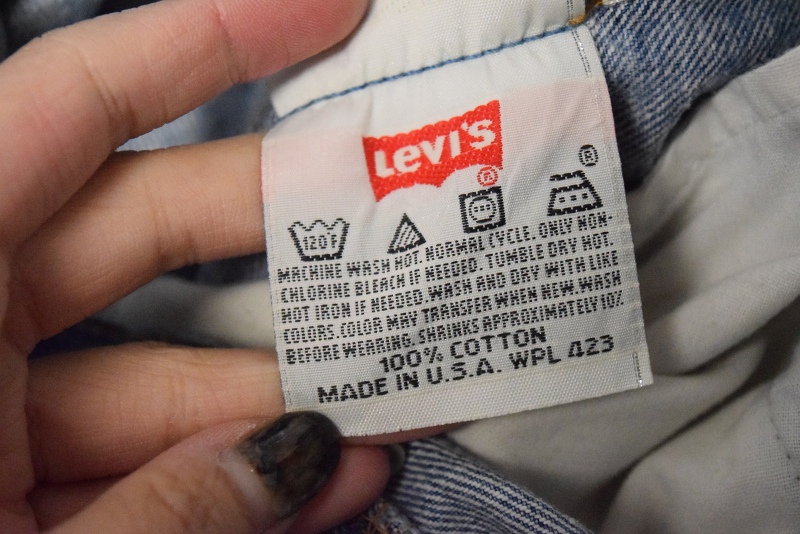 LEVI'S
®
®
120F
MACHINE WASH HOT NORMAL CYCLE. ONLY NON-
CHLORINE BLEACH IF NEEDED. TUMBLE DRY HOT.
HOT IRON IF NEEDED. WASH AND DRY WITH LIKE
COLORS. COLOR MAY TRANSFER WHEN NEW. WASH
BEFORE WEARING. SHRINKS APPROXIMATELY 10%
100% COTTON
MADE IN U.S.A. WPL 423